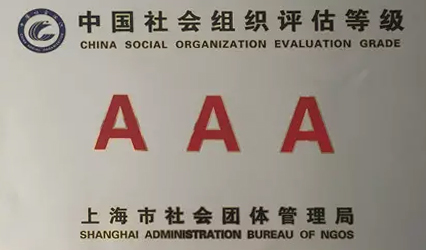 中国社会组织评估等级
CHINA SOCIAL ORGANIZATION EVALUATION GRADE
A A A
上海市社会团体管理局
SHANGHAI ADMINISTRATION BUREAU OF NGOS